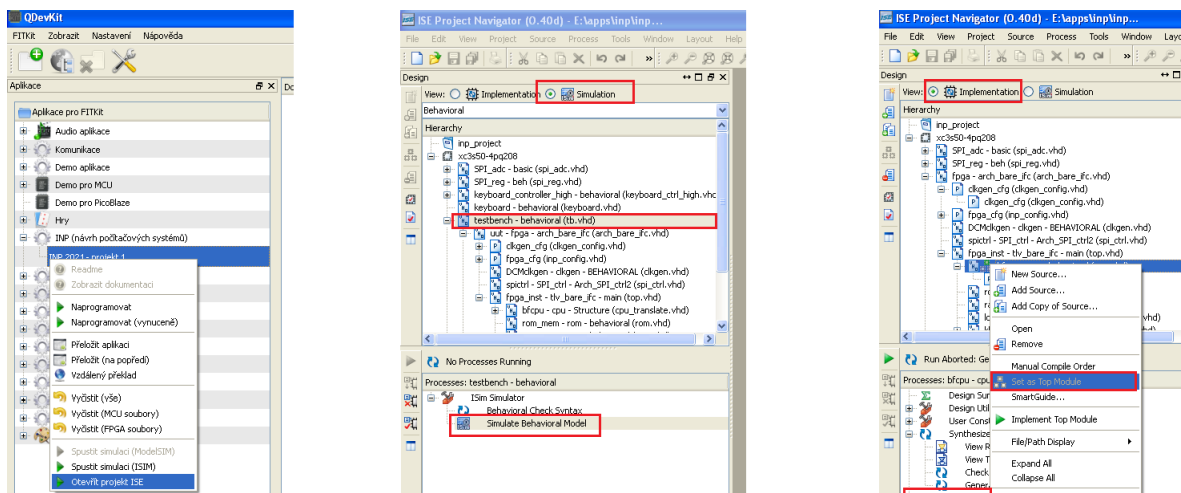 QDevKit
FITKit Zobrazit Nastavení Nápověda
Aplikace
Do
Aplikace pro FITKit
Audio aplikace
Komunikace
Demo aplikace
Demo pro MCU
Demo pro PicoBlaze
Hry
INP (návrh počítačových systémů)
INP 2021 - projekt 1
Readme
Zobrazit dokumentaci
Naprogramovat
Naprogramovat (vynuceně)
Přeložit aplikaci
Přeložit (na popředí)
Vzdálený překlad
Vyčistit (vše)
Vyčistit (MCU soubory)
Vyčistit (FPGA soubory)
Spustit simulaci (ModelSIM)
Spustit simulaci (ISIM)
Otevřít projekt ISE
ISE Project Navigator (O.40d) - E:\apps\inp\inp...
File Edit View Project Source Process Tools Window Layout Help
Design
View: Implementation Simulation
Behavioral
Hierarchy
inp_project
xc3s50-4pq208
SPI_adc - basic (spi_adc.vhd)
SPI_reg - beh (spi_reg.vhd)
keyboard_controller_high - behavioral (keyboard_ctrl_high.vhd
keyboard - behavioral (keyboard.vhd)
testbench - behavioral (tb.vhd)
uut - fpga - arch_bare_ifc (arch_bare_ifc.vhd)
clkgen_cfg (clkgen_config.vhd)
fpga_cfg (inp_config.vhd)
DCMclkgen - clkgen - BEHAVIORAL (clkgen.vhd)
spictrl - SPI_ctrl - Arch_SPI_ctrl2 (spi_ctrl.vhd)
fpga_inst - tlv_bare_ifc - main (top.vhd)
bfcpu - cpu - Structure (cpu_translate.vhd)
rom_mem - rom - behavioral (rom.vhd)
No Processes Running
Processes: testbench - behavioral
ISim Simulator
Behavioral Check Syntax
Simulate Behavioral Model
ISE Project Navigator (O.40d) - E:\apps\inp\inp...
File Edit View Project Source Process Tools Window Layo
Design
View: Implementation Simulation
Hierarchy
inp_project
xc3s50-4pq208
SPI_adc - basic (spi_adc.vhd)
SPI_reg - beh (spi_reg.vhd)
fpga - arch_bare_ifc (arch_bare_ifc.vhd)
clkgen_cfg (clkgen_config.vhd)
clkgen_cfg (clkgen_config.vhd)
fpga_cfg (inp_config.vhd)
DCMclkgen - clkgen - BEHAVIORAL (clkgen.vhd)
spictrl - SPI_ctrl - Arch_SPI_ctrl2 (spi_ctrl.vhd)
fpga_inst - tlv_bare_ifc - main (top.vhd)
New Source...
Add Source...
Add Copy of Source...
Open
Remove
Manual Compile Order
Set as Top Module
SmartGuide...
Implement Top Module
File/Path Display
Expand All
Collapse All
Run Aborted: Ge
Processes: bfcpu - cpu
Design Sur
Design Util
User Const
Synthesize
View R
View T
Check
Genera